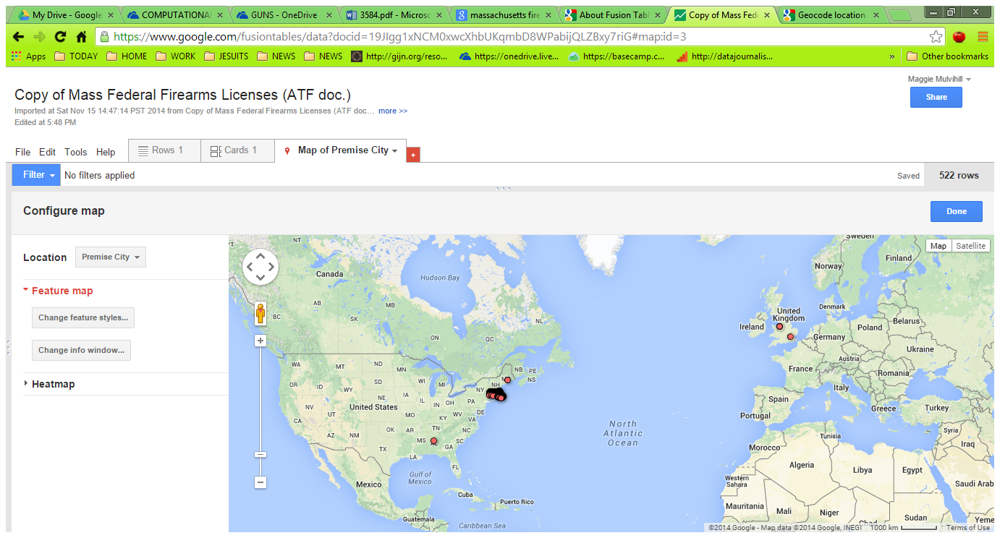 My Drive - Google
COMPUTATIONA
GUNS - OneDrive
3584.pdf - Microsc
massachusetts fire
About Fusion Tabl
Copy of Mass Fede
Geocode location
https://www.google.com/fusiontables/data?docid=19JIgg1xNCM0xwcXhbUKqmbD8WPabijQLZBxy7riG#map:id=3
Apps TODAY HOME WORK JESUITS NEWS NEWS http://gijn.org/reso... https://onedrive.live... https://basecamp.c... http://datajournalis... » Other bookmarks
Maggie Mulvihill
Copy of Mass Federal Firearms Licenses (ATF doc.)
Share
Imported at Sat Nov 15 14:47:14 PST 2014 from Copy of Mass Federal Firearms Licenses (ATF doc... more >>
Edited at 5:48 PM
File Edit Tools Help Rows 1 Cards 1 Map of Premise City +
Filter No filters applied Saved 522 rows
Configure map Done
Location Premise City
Feature map
Change feature styles...
Change info window...
Heatmap
Map Satellite
Sweden
Finland
Norway
Canada
Hudson Bay
NT
AB
MB
BC
SK
NL
ON
QC
United Kingdom
Denmark
Ireland
Belarus
Poland
Germany
Ukraine
Austria
France
Romania
Italy
Spain
Portugal
Greece
Turkey
WA
MT
ND
MN
NB
PE
NS
OR
ID
SD
WI
MI
NH
WY
NY
IA
NE
PA
NV
UT
United States
IL
IN
OH
CO
MO
KY
WV
DE
VA
CA
OK
AR
TN
NC
AZ
NM
MS
SC
GA
TX
LA
FL
North Atlantic Ocean
Gulf of Mexico
Mexico
Cuba
Puerto Rico
Guatemala
Caribbean Sea
Tunisia
Morocco
Syria
Iraq
Algeria
Libya
Egypt
Western Sahara
Saudi Arab
Mauritania
Mali
Niger
Chad
Sudan
Yeme
©2014 Google - Map data ©2014 Google, INEGI 1000 km Terms of Use